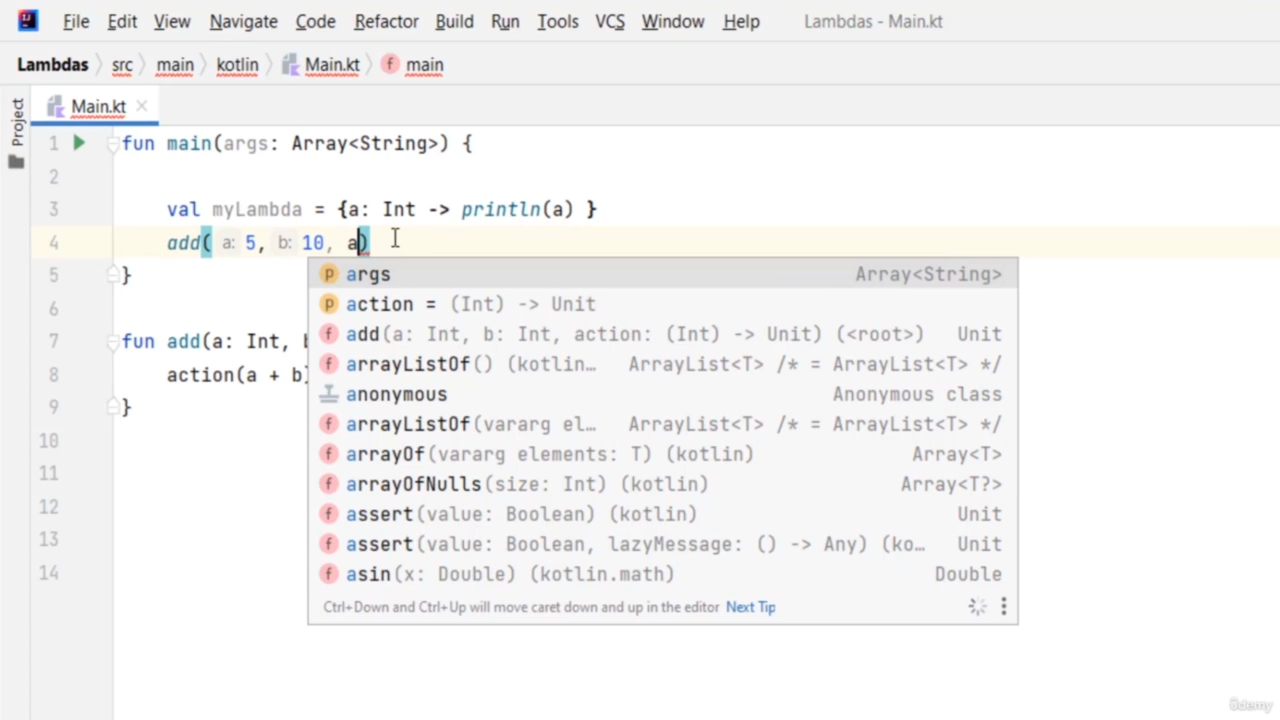 File Edit View Navigate Code Refactor Build Run Tools VCS Window Help Lambdas - Main.kt
Lambdas src main kotlin Main.kt f main
Project
Main.kt
1 fun main(args: Array<String>) {
2
3 val myLambda = {a: Int -> println(a) }
4 add( a: 5, b: 10, a)
5 }
6
7 fun add(a: Int, b
8 action(a + b)
9 }
10
11
12
13
14
p args Array<String>
p action = (Int) -> Unit
f add(a: Int, b: Int, action: (Int) -> Unit) (<root>) Unit
f arrayListOf() (kotlin… ArrayList<T> /* = ArrayList<T> */
anonymous Anonymous class
f arrayListOf(vararg el… ArrayList<T> /* = ArrayList<T> */
f arrayOf(vararg elements: T) (kotlin) Array<T>
f arrayOfNulls(size: Int) (kotlin) Array<T?>
f assert(value: Boolean) (kotlin) Unit
f assert(value: Boolean, lazyMessage: () -> Any) (ko… Unit
f asin(x: Double) (kotlin.math) Double
Ctrl+Down and Ctrl+Up will move caret down and up in the editor Next Tip
ûdemy